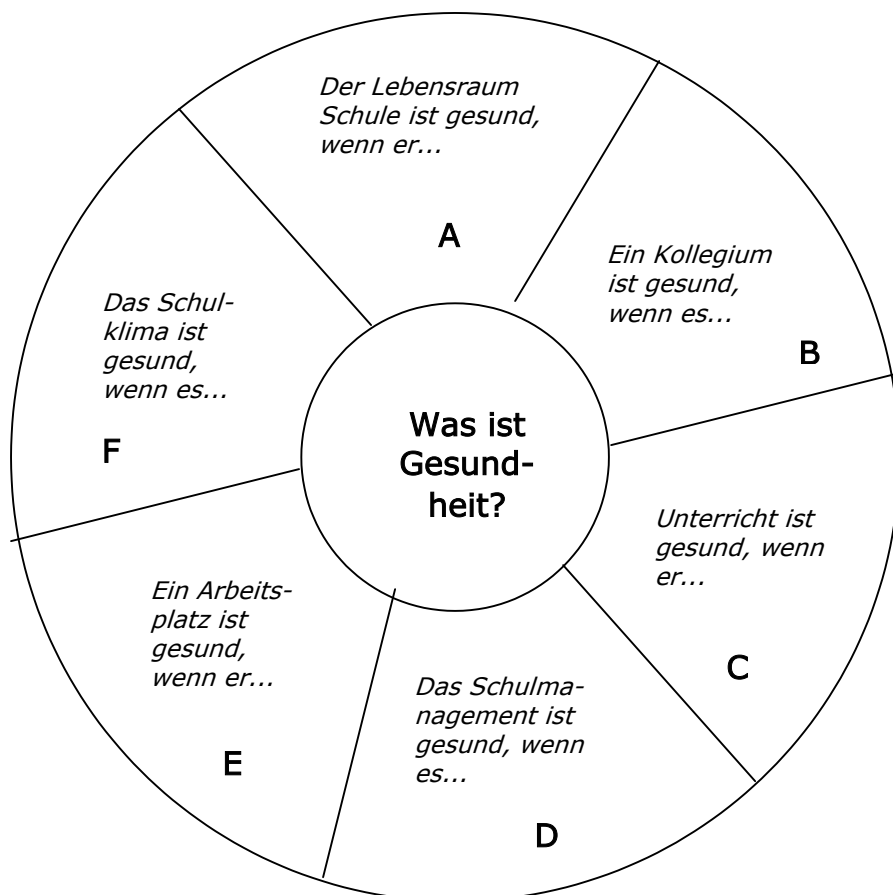 Der Lebensraum
Schule ist gesund,
wenn er...
A
Ein Kollegium
ist gesund,
wenn es...
B
Unterricht ist
gesund, wenn
er...
C
Das Schulma-
nagement ist
gesund, wenn
es...
D
Ein Arbeits-
platz ist
gesund,
wenn er...
E
Das Schul-
klima ist
gesund,
wenn es...
F
Was ist
Gesund-
heit?